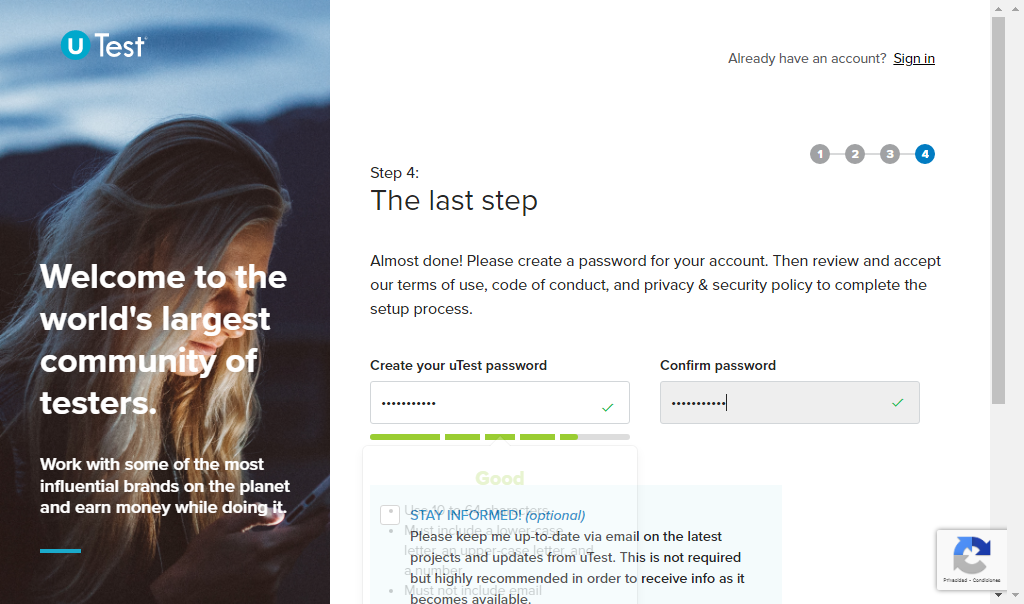 U Test
Already have an account? Sign in
1 2 3 4
Step 4:
The last step
Welcome to the
world's largest
community of
testers.
Work with some of the most
influential brands on the planet
and earn money while doing it.
Almost done! Please create a password for your account. Then review and accept
our terms of use, code of conduct, and privacy & security policy to complete the
setup process.
Create your uTest password
Confirm password
Good
STAY INFORMED! (optional)
Please keep me up-to-date via email on the latest
projects and updates from uTest. This is not required
but highly recommended in order to receive info as it
becomes available.
Must include a lower-case
letter, an upper-case letter, and
a number
Must not include email
Privacidad - Condiciones